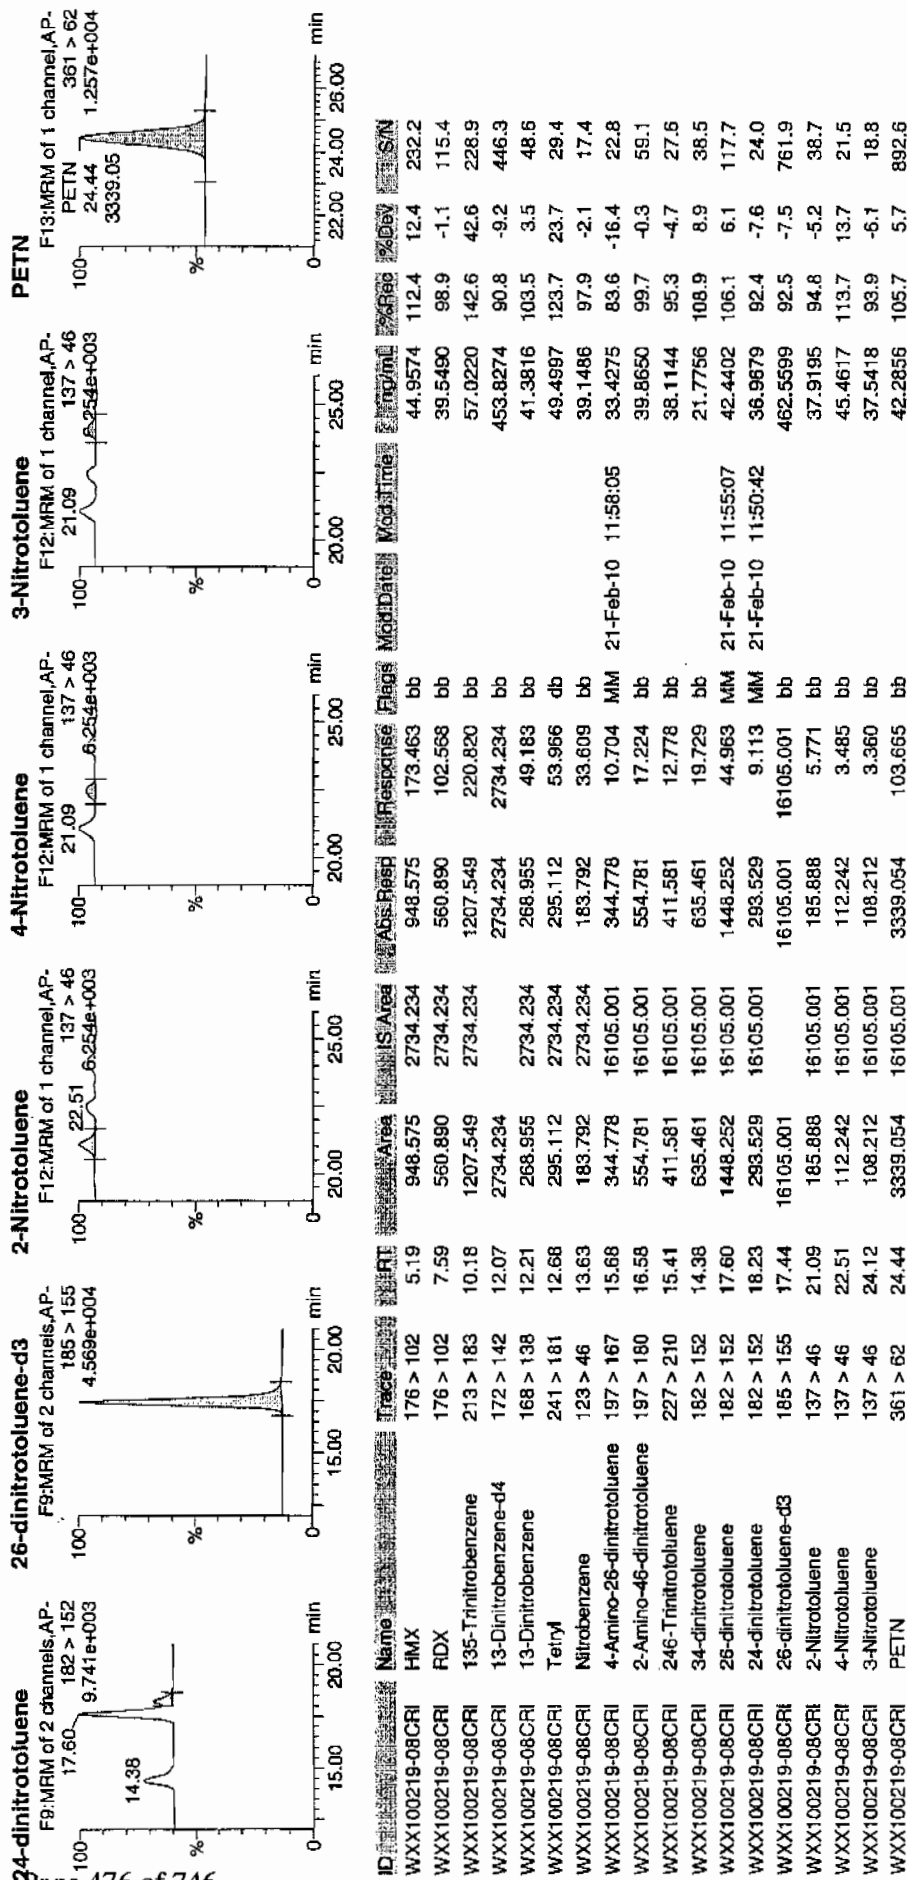 24-dinitrotoluene
F9:MRM of 2 channels,AP-
182 > 152
9.741e+003
17.60
14.38
100
%
0
15.00 20.00 min
26-dinitrotoluene-d3
F9:MRM of 2 channels,AP-
185 > 155
4.569e+004
100
%
0
15.00 20.00 min
2-Nitrotoluene
F12:MRM of 1 channel,AP-
137 > 46
6.254e+003
22.51
100
%
0
20.00 25.00 min
4-Nitrotoluene
F12:MRM of 1 channel,AP-
137 > 46
6.254e+003
21.09
100
%
0
20.00 25.00 min
3-Nitrotoluene
F12:MRM of 1 channel,AP-
137 > 46
6.254e+003
21.09
100
%
0
20.00 25.00 min
PETN
F13:MRM of 1 channel,AP-
361 > 62
1.257e+004
PETN
24.44
3339.05
100
%
0
22.00 24.00 26.00 min
ID Name Trace RT Area IS Area Abs.Resp Response Flags Mod.Date Mod.Time ng/mL %Rec %Dev S/N
WXX100219-08CRI HMX 176 > 102 5.19 948.575 2734.234 948.575 173.463 bb 44.9574 112.4 12.4 232.2
WXX100219-08CRI RDX 176 > 102 7.59 560.890 2734.234 560.890 102.568 bb 39.5490 98.9 -1.1 115.4
WXX100219-08CRI 135-Trinitrobenzene 213 > 183 10.18 1207.549 2734.234 1207.549 220.820 bb 57.0220 142.6 42.6 228.9
WXX100219-08CRI 13-Dinitrobenzene-d4 172 > 142 12.07 2734.234 2734.234 2734.234 bb 453.8274 90.8 -9.2 446.3
WXX100219-08CRI 13-Dinitrobenzene 168 > 138 12.21 268.955 2734.234 268.955 49.183 bb 41.3816 103.5 3.5 48.6
WXX100219-08CRI Tetryl 241 > 181 12.68 295.112 2734.234 295.112 53.966 db 49.4997 123.7 23.7 29.4
WXX100219-08CRI Nitrobenzene 123 > 46 13.63 183.792 2734.234 183.792 33.609 bb 39.1486 97.9 -2.1 17.4
WXX100219-08CRI 4-Amino-26-dinitrotoluene 197 > 167 15.68 344.778 16105.001 344.778 10.704 MM 21-Feb-10 11:58:05 33.4275 83.6 -16.4 22.8
WXX100219-08CRI 2-Amino-46-dinitrotoluene 197 > 180 16.58 554.781 16105.001 554.781 17.224 bb 39.8650 99.7 -0.3 59.1
WXX100219-08CRI 246-Trinitrotoluene 227 > 210 15.41 411.581 16105.001 411.581 12.778 bb 38.1144 95.3 -4.7 27.6
WXX100219-08CRI 34-dinitrotoluene 182 > 152 14.38 635.461 16105.001 635.461 19.729 bb 21.7756 108.9 8.9 38.5
WXX100219-08CRI 26-dinitrotoluene 182 > 152 17.60 1448.252 16105.001 1448.252 44.963 MM 21-Feb-10 11:55:07 42.4402 106.1 6.1 117.7
WXX100219-08CRI 24-dinitrotoluene 182 > 152 18.23 293.529 16105.001 293.529 9.113 MM 21-Feb-10 11:50:42 36.9679 92.4 -7.6 24.0
WXX100219-08CRI 26-dinitrotoluene-d3 185 > 155 17.44 16105.001 16105.001 16105.001 bb 462.5599 92.5 -7.5 761.9
WXX100219-08CRI 2-Nitrotoluene 137 > 46 21.09 185.888 16105.001 185.888 5.771 bb 37.9195 94.8 -5.2 38.7
WXX100219-08CRI 4-Nitrotoluene 137 > 46 22.51 112.242 16105.001 112.242 3.485 bb 45.4617 113.7 13.7 21.5
WXX100219-08CRI 3-Nitrotoluene 137 > 46 24.12 108.212 16105.001 108.212 3.360 bb 37.5418 93.9 -6.1 18.8
WXX100219-08CRI PETN 361 > 62 24.44 3339.054 16105.001 3339.054 103.665 bb 42.2856 105.7 5.7 892.6
Page 476 of 746